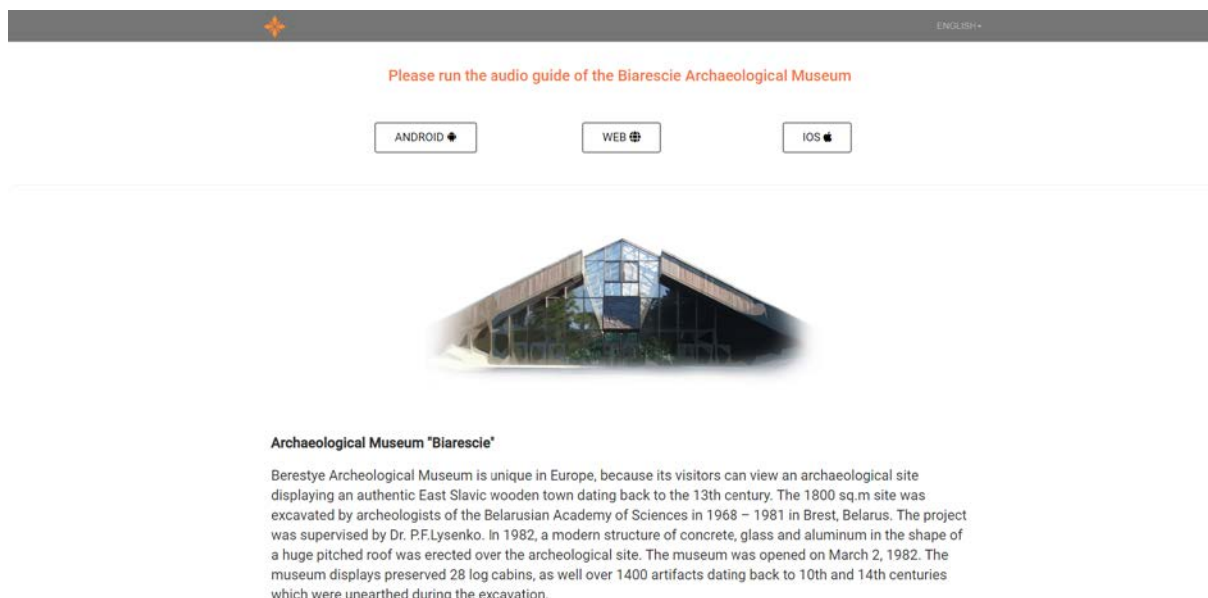 ENGLISH
Please run the audio guide of the Biarescie Archaeological Museum
ANDROID
WEB
IOS
Archaeological Museum "Biarescie"
Berestye Archeological Museum is unique in Europe, because its visitors can view an archaeological site
displaying an authentic East Slavic wooden town dating back to the 13th century. The 1800 sq.m site was
excavated by archeologists of the Belarusian Academy of Sciences in 1968 – 1981 in Brest, Belarus. The project
was supervised by Dr. P.F.Lysenko. In 1982, a modern structure of concrete, glass and aluminum in the shape of
a huge pitched roof was erected over the archeological site. The museum was opened on March 2, 1982. The
museum displays preserved 28 log cabins, as well over 1400 artifacts dating back to 10th and 14th centuries
which were unearthed during the excavation.